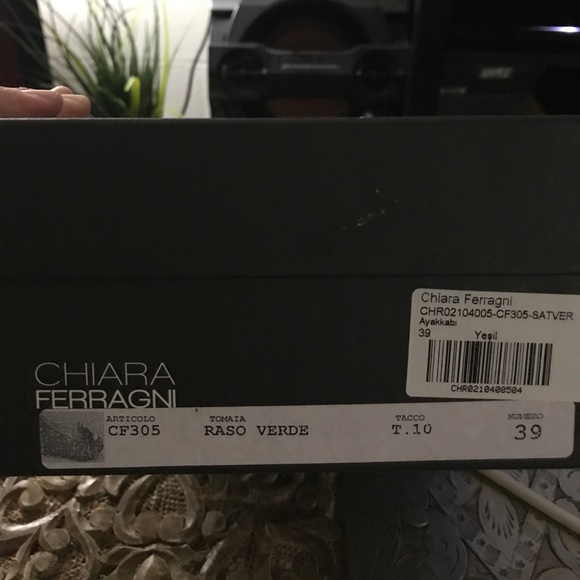 Chiara Ferragni
CHR02104005-CF305-SATVER
Ayakkabı
39 Yeşil
CHR0210400504
CHIARA
FERRAGNI
ARTICOLO TOMAIA TACCO NUMERO
CF305 RASO VERDE T.10 39